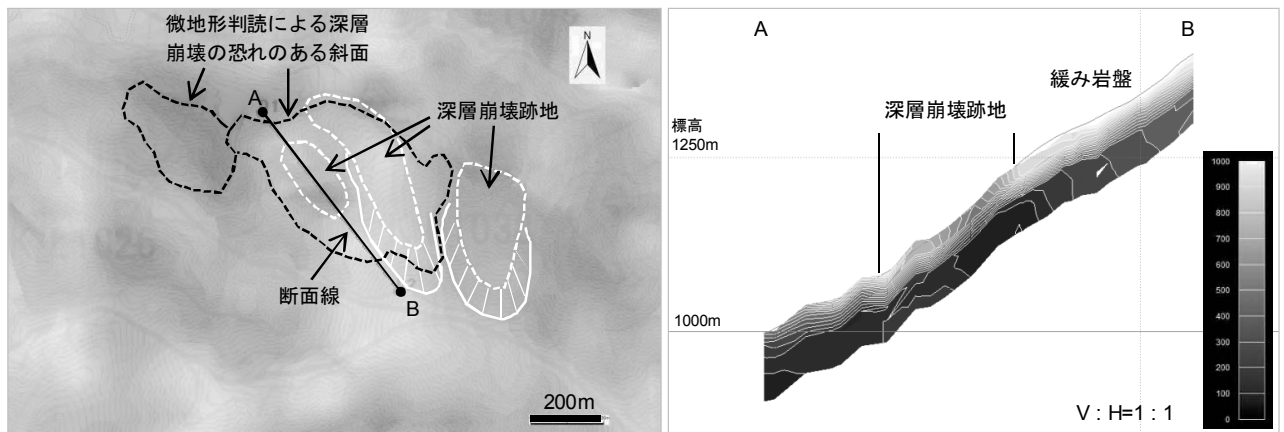 微地形判読による深層
崩壊の恐れのある斜面
N
A
深層崩壊跡地
断面線
B
200m
A
B
緩み岩盤
深層崩壊跡地
標高
1250m
1000m
V : H=1 : 1
1000
900
800
700
600
500
400
300
200
100
0